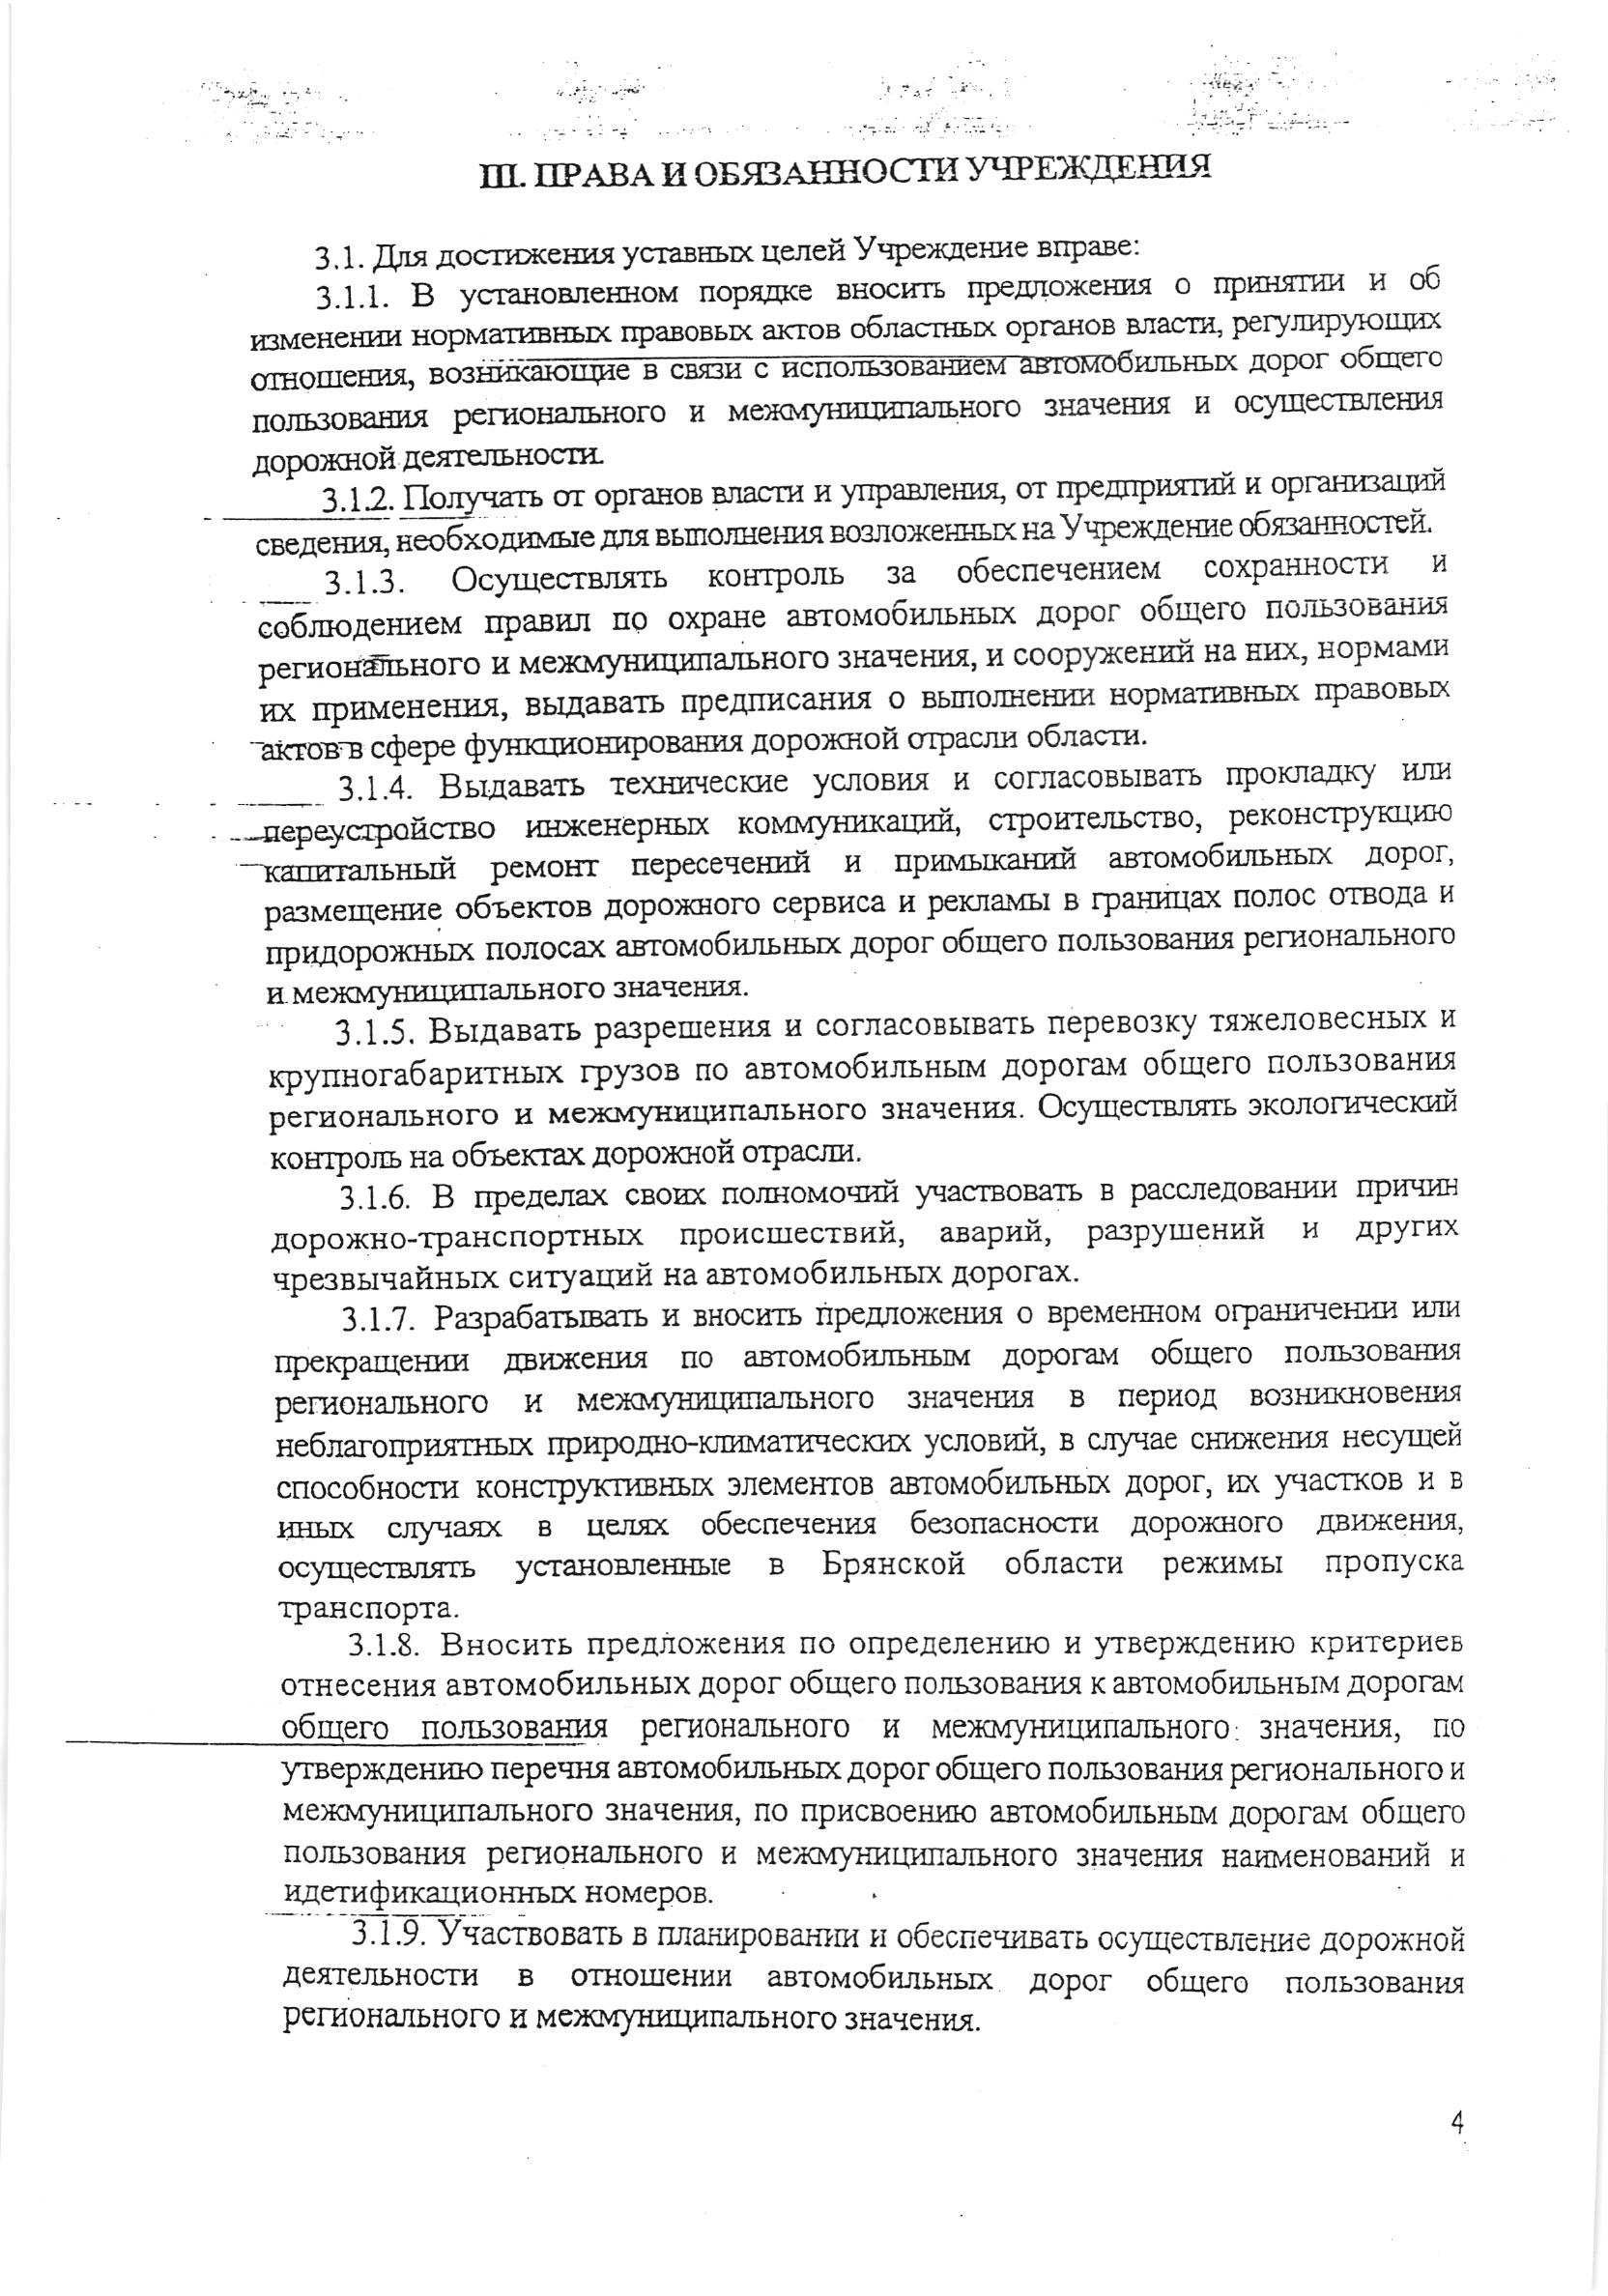 III. ПРАВА И ОБЯЗАННОСТИ УЧРЕЖДЕНИЯ
3.1. Для достижения уставных целей Учреждение вправе:
3.1.1. В установленном порядке вносить предложения о принятии и об
изменении нормативных правовых актов областных органов власти, регулирующих
отношения, возникающие в связи с использованием автомобильных дорог общего
пользования регионального и межмуниципального значения и осуществления
дорожной деятельности.
3.1.2. Получать от органов власти и управления, от предприятий и организаций
сведения, необходимые для выполнения возложенных на Учреждение обязанностей.
3.1.3. Осуществлять контроль за обеспечением сохранности и
соблюдением правил по охране автомобильных дорог общего пользования
регионального и межмуниципального значения, и сооружений на них, нормами
их применения, выдавать предписания о выполнении нормативных правовых
актов в сфере функционирования дорожной отрасли области.
3.1.4. Выдавать технические условия и согласовывать прокладку или
переустройство инженерных коммуникаций, строительство, реконструкцию
капитальный ремонт пересечений и примыканий автомобильных дорог,
размещение объектов дорожного сервиса и рекламы в границах полос отвода и
придорожных полосах автомобильных дорог общего пользования регионального
и межмуниципального значения.
3.1.5. Выдавать разрешения и согласовывать перевозку тяжеловесных и
крупногабаритных грузов по автомобильным дорогам общего пользования
регионального и межмуниципального значения. Осуществлять экологический
контроль на объектах дорожной отрасли.
3.1.6. В пределах своих полномочий участвовать в расследовании причин
дорожно-транспортных происшествий, аварий, разрушений и других
чрезвычайных ситуаций на автомобильных дорогах.
3.1.7. Разрабатывать и вносить предложения о временном ограничении или
прекращении движения по автомобильным дорогам общего пользования
регионального и межмуниципального значения в период возникновения
неблагоприятных природно-климатических условий, в случае снижения несущей
способности конструктивных элементов автомобильных дорог, их участков и в
иных случаях в целях обеспечения безопасности дорожного движения,
осуществлять установленные в Брянской области режимы пропуска
транспорта.
3.1.8. Вносить предложения по определению и утверждению критериев
отнесения автомобильных дорог общего пользования к автомобильным дорогам
общего пользования регионального и межмуниципального значения, по
утверждению перечня автомобильных дорог общего пользования регионального и
межмуниципального значения, по присвоению автомобильным дорогам общего
пользования регионального и межмуниципального значения наименований и
идетификационных номеров.
3.1.9. Участвовать в планировании и обеспечивать осуществление дорожной
деятельности в отношении автомобильных дорог общего пользования
регионального и межмуниципального значения.
4